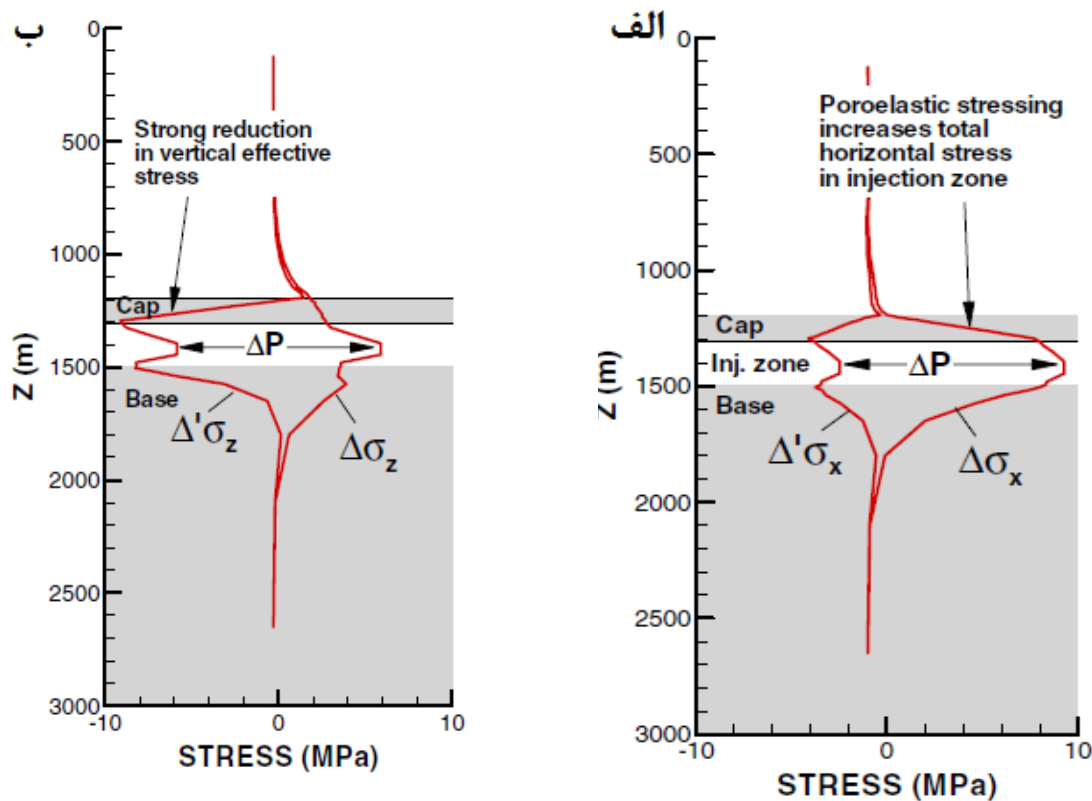 ب
0
500
1000
1500
2000
2500
3000
Z (m)
Strong reduction
in vertical effective
stress
Cap
ΔP
Base
Δ'σz
Δσz
-10
0
10
STRESS (MPa)
الف
0
500
1000
1500
2000
2500
3000
Z (m)
Poroelastic stressing
increases total
horizontal stress
in injection zone
Cap
Inj. zone
ΔP
Base
Δ'σx
Δσx
-10
0
10
STRESS (MPa)